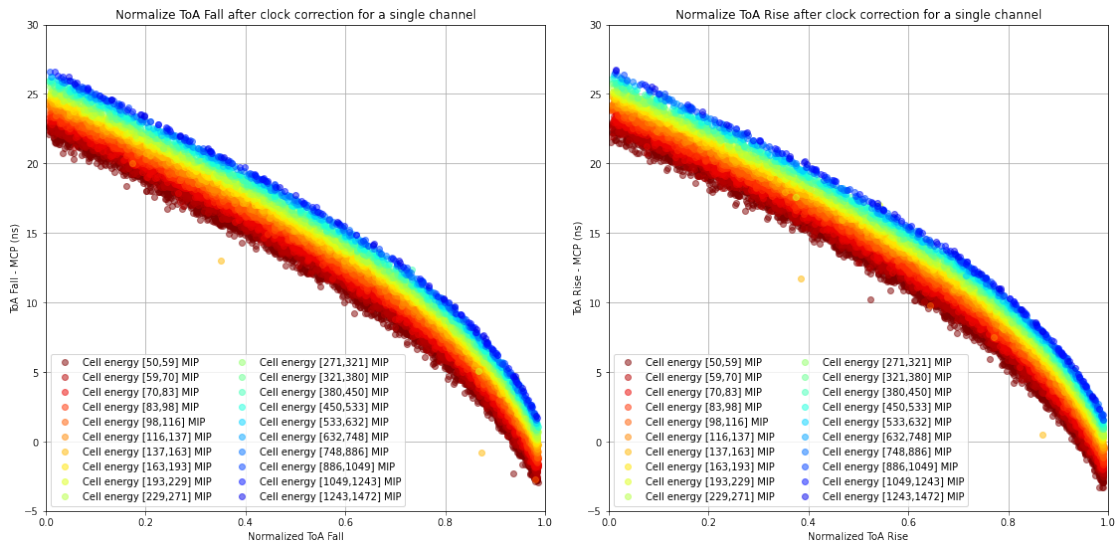 Normalize ToA Fall after clock correction for a single channel
30
25
20
15
10
5
0
−5
ToA Fall - MCP (ns)
Cell energy [50,59] MIP
Cell energy [59,70] MIP
Cell energy [70,83] MIP
Cell energy [83,98] MIP
Cell energy [98,116] MIP
Cell energy [116,137] MIP
Cell energy [137,163] MIP
Cell energy [163,193] MIP
Cell energy [193,229] MIP
Cell energy [229,271] MIP
Cell energy [271,321] MIP
Cell energy [321,380] MIP
Cell energy [380,450] MIP
Cell energy [450,533] MIP
Cell energy [533,632] MIP
Cell energy [632,748] MIP
Cell energy [748,886] MIP
Cell energy [886,1049] MIP
Cell energy [1049,1243] MIP
Cell energy [1243,1472] MIP
0.0 0.2 0.4 0.6 0.8 1.0
Normalized ToA Fall
Normalize ToA Rise after clock correction for a single channel
30
25
20
15
10
5
0
−5
ToA Rise - MCP (ns)
Cell energy [50,59] MIP
Cell energy [59,70] MIP
Cell energy [70,83] MIP
Cell energy [83,98] MIP
Cell energy [98,116] MIP
Cell energy [116,137] MIP
Cell energy [137,163] MIP
Cell energy [163,193] MIP
Cell energy [193,229] MIP
Cell energy [229,271] MIP
Cell energy [271,321] MIP
Cell energy [321,380] MIP
Cell energy [380,450] MIP
Cell energy [450,533] MIP
Cell energy [533,632] MIP
Cell energy [632,748] MIP
Cell energy [748,886] MIP
Cell energy [886,1049] MIP
Cell energy [1049,1243] MIP
Cell energy [1243,1472] MIP
0.0 0.2 0.4 0.6 0.8 1.0
Normalized ToA Rise